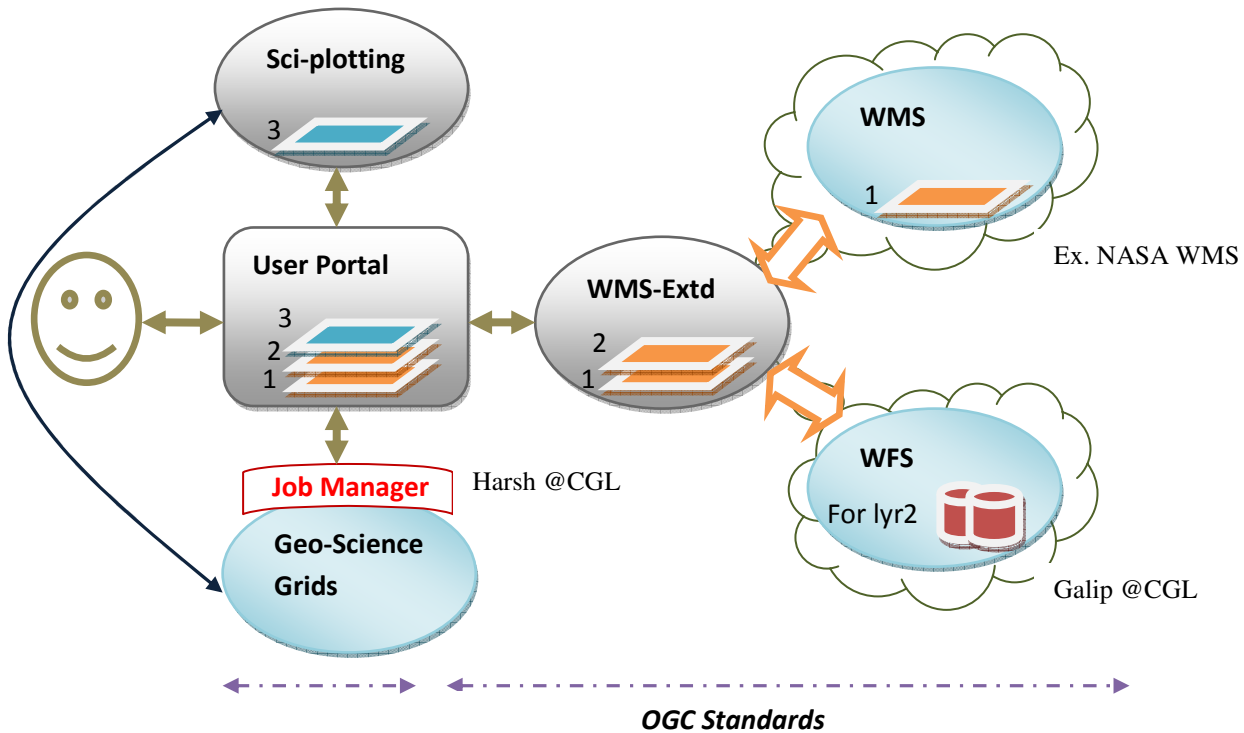 Sci-plotting
3
WMS
1
Ex. NASA WMS
User Portal
3
2
1
WMS-Extd
2
1
Job Manager
Harsh @CGL
Geo-Science
Grids
WFS
For lyr2
Galip @CGL
OGC Standards